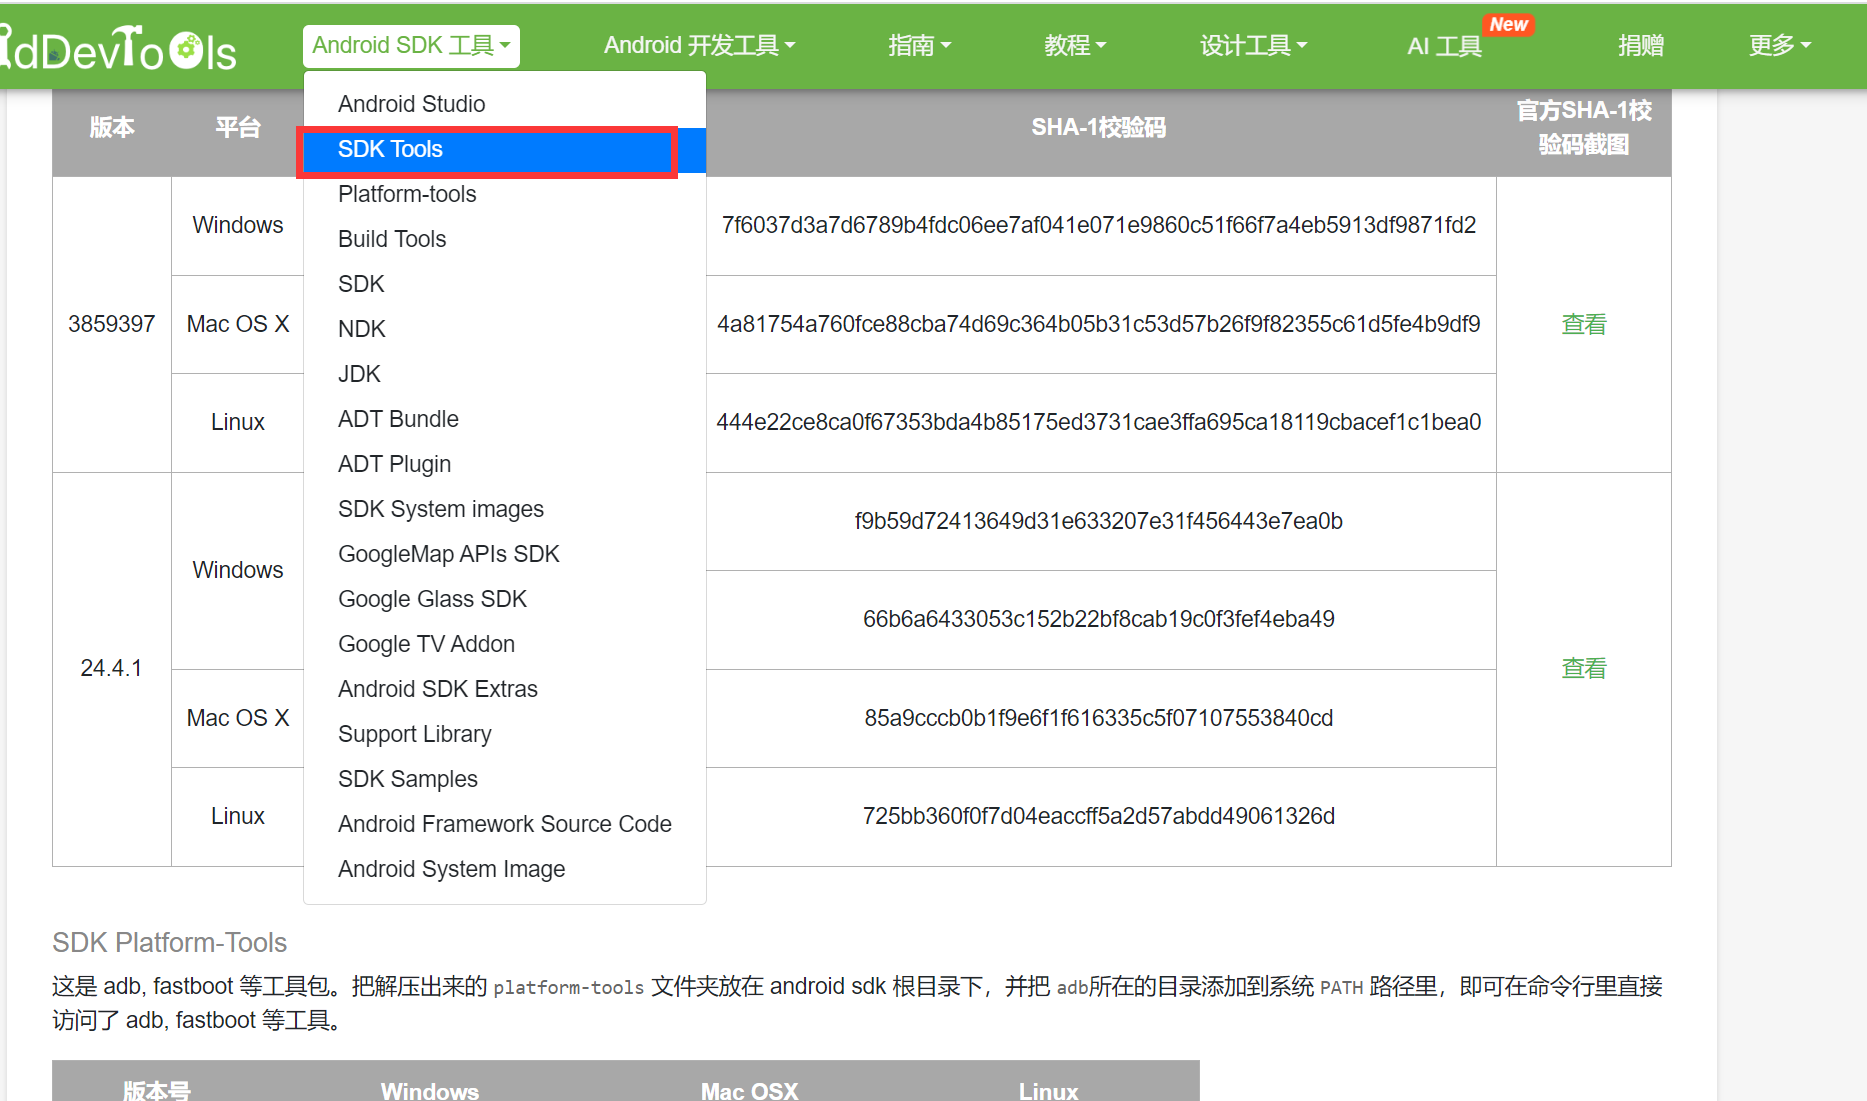 idDevTools
Android SDK 工具
Android 开发工具
指南
教程
设计工具
AI 工具
New
捐赠
更多
Android Studio
SDK Tools
Platform-tools
Build Tools
SDK
NDK
JDK
ADT Bundle
ADT Plugin
SDK System images
GoogleMap APIs SDK
Google Glass SDK
Google TV Addon
Android SDK Extras
Support Library
SDK Samples
Android Framework Source Code
Android System Image
版本
平台
SHA-1校验码
官方SHA-1校
验码截图
3859397
Windows
7f6037d3a7d6789b4fdc06ee7af041e071e9860c51f66f7a4eb5913df9871fd2
查看
Mac OS X
4a81754a760fce88cba74d69c364b05b31c53d57b26f9f82355c61d5fe4b9df9
Linux
444e22ce8ca0f67353bda4b85175ed3731cae3ffa695ca18119cbacef1c1bea0
24.4.1
Windows
f9b59d72413649d31e633207e31f456443e7ea0b
66b6a6433053c152b22bf8cab19c0f3fef4eba49
查看
Mac OS X
85a9cccb0b1f9e6f1f616335c5f07107553840cd
Linux
725bb360f0f7d04eaccff5a2d57abdd49061326d
SDK Platform-Tools
这是 adb, fastboot 等工具包。把解压出来的 platform-tools 文件夹放在 android sdk 根目录下，并把 adb所在的目录添加到系统 PATH 路径里，即可在命令行里直接
访问了 adb, fastboot 等工具。
版本号
Windows
Mac OSX
Linux